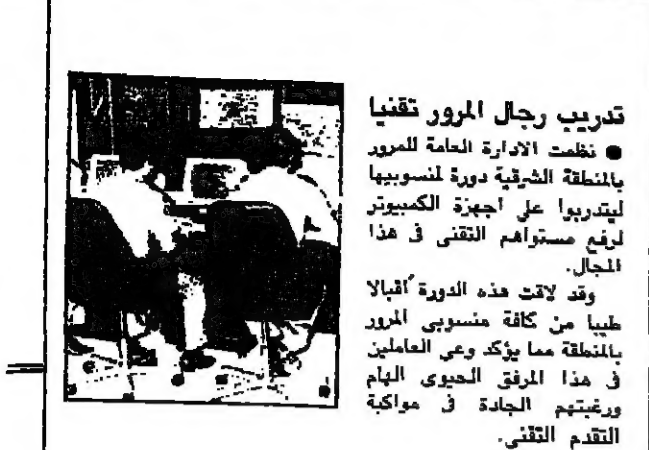 تدريب رجال المرور تقنيا
● نظمت الادارة العامة للمرور
بالمنطقة الشرقية دورة لمنسوبيها
ليتدربوا على اجهزة الكمبيوتر
لرفع مستواهم التقنى فى هذا
المجال.
وقد لاقت هذه الدورة اقبالا
طيبا من كافة منسوبى المرور
بالمنطقة مما يؤكد وعي العاملين
فى هذا المرفق الحيوى الهام
ورغبتهم الجادة فى مواكبة
التقدم التقنى.